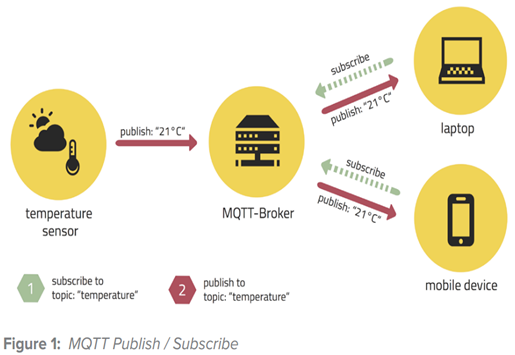 subscribe
publish: "21°C"
laptop
publish: "21°C"
temperature
sensor
MQTT-Broker
subscribe
publish: "21°C"
mobile device
1
subscribe to
topic: "temperature"
2
publish to
topic: "temperature"
Figure 1: MQTT Publish / Subscribe